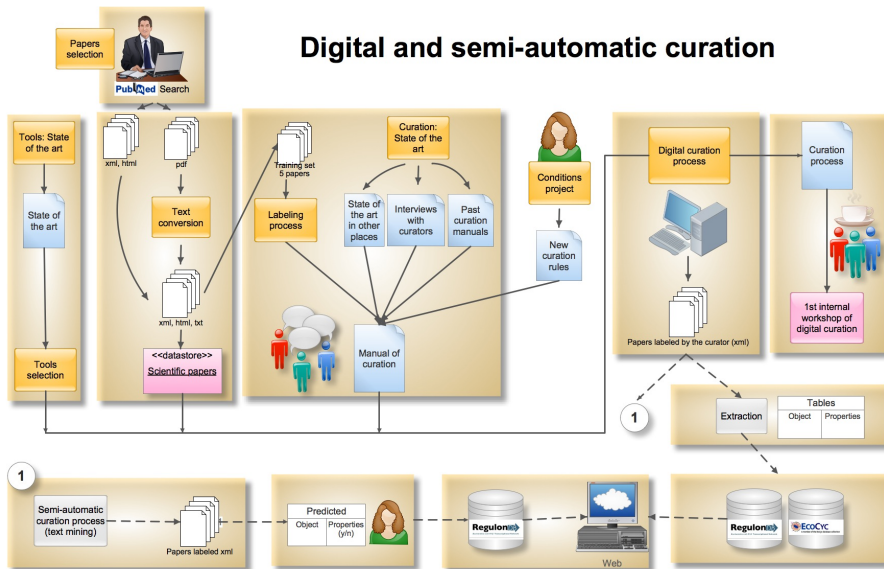 Digital and semi-automatic curation
Papers
selection
PubMed Search
Tools: State
of the art
State of
the art
Tools
selection
xml, html
pdf
Text
conversion
xml, html, txt
<<datastore>>
Scientific papers
Training set
5 papers
Labeling
process
Curation:
State of the
art
State of
the art
in other
places
Interviews
with
curators
Past
curation
manuals
Manual of
curation
Conditions
project
New
curation
rules
Digital curation
process
Papers labeled by the curator (xml)
Curation
process
1st internal
workshop of
digital curation
1
Extraction
Tables
Object
Properties
1
Semi-automatic
curation process
(text mining)
Papers labeled xml
Predicted
Object
Properties
(y/n)
RegulonDB
Web
RegulonDB
EcoCyc